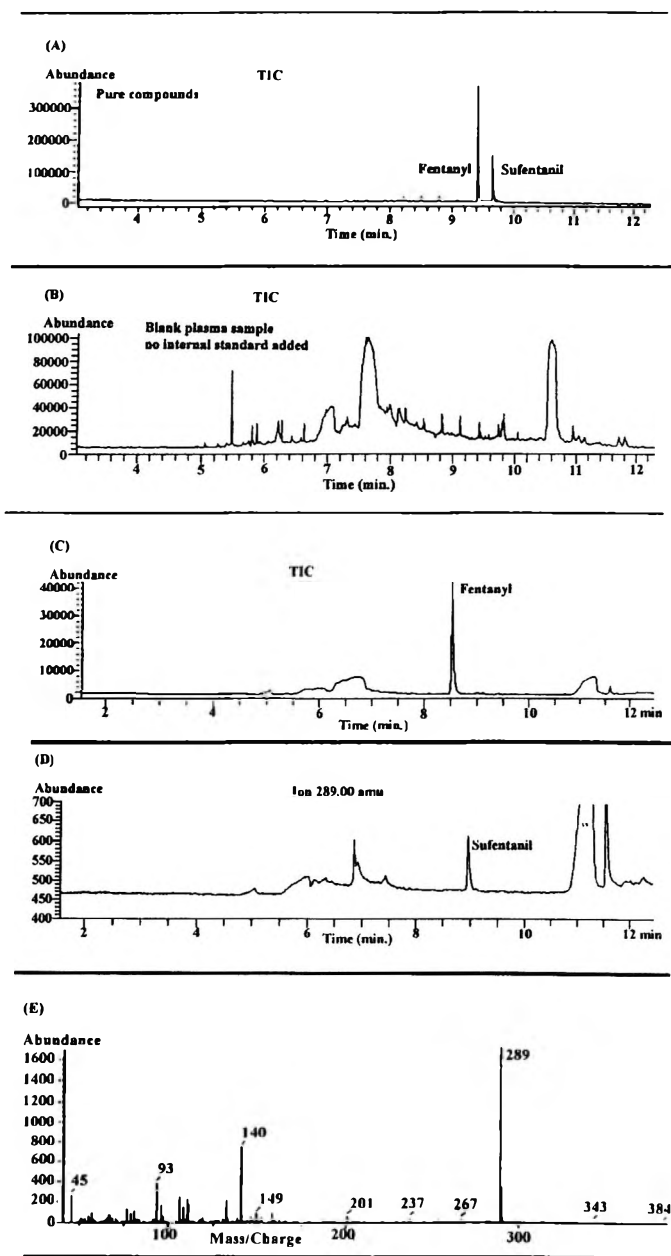 (A)
Abundance
TIC
Pure compounds
300000
200000
100000
0
Fentanyl
Sufentanil
4 5 6 7 8 9 10 11 12
Time (min.)
(B)
TIC
Abundance
Blank plasma sample
no internal standard added
100000
80000
60000
40000
20000
0
4 5 6 7 8 9 10 11 12
Time (min.)
(C)
TIC
Abundance
Fentanyl
40000
30000
20000
10000
0
2 4 6 8 10 12 min
Time (min.)
(D)
Abundance
Ion 289.00 amu
700
650
600
550
500
450
400
Sufentanil
2 4 6 8 10 12 min
Time (min.)
(E)
Abundance
1600
1400
1200
1000
800
600
400
200
0
289
140
93
45
149
201
237
267
343
384
100 200 300
Mass/Charge